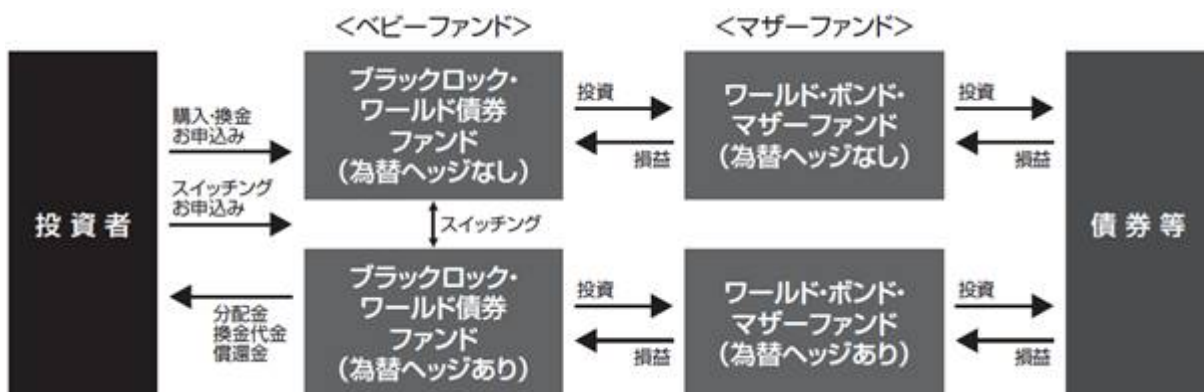 ＜ベビーファンド＞
＜マザーファンド＞
投資者
購入・換金
お申込み
スイッチング
お申込み
分配金
換金代金
償還金
ブラックロック・
ワールド債券
ファンド
（為替ヘッジなし）
スイッチング
ブラックロック・
ワールド債券
ファンド
（為替ヘッジあり）
投資
損益
投資
損益
ワールド・ボンド・
マザーファンド
（為替ヘッジなし）
ワールド・ボンド・
マザーファンド
（為替ヘッジあり）
投資
損益
投資
損益
債券等